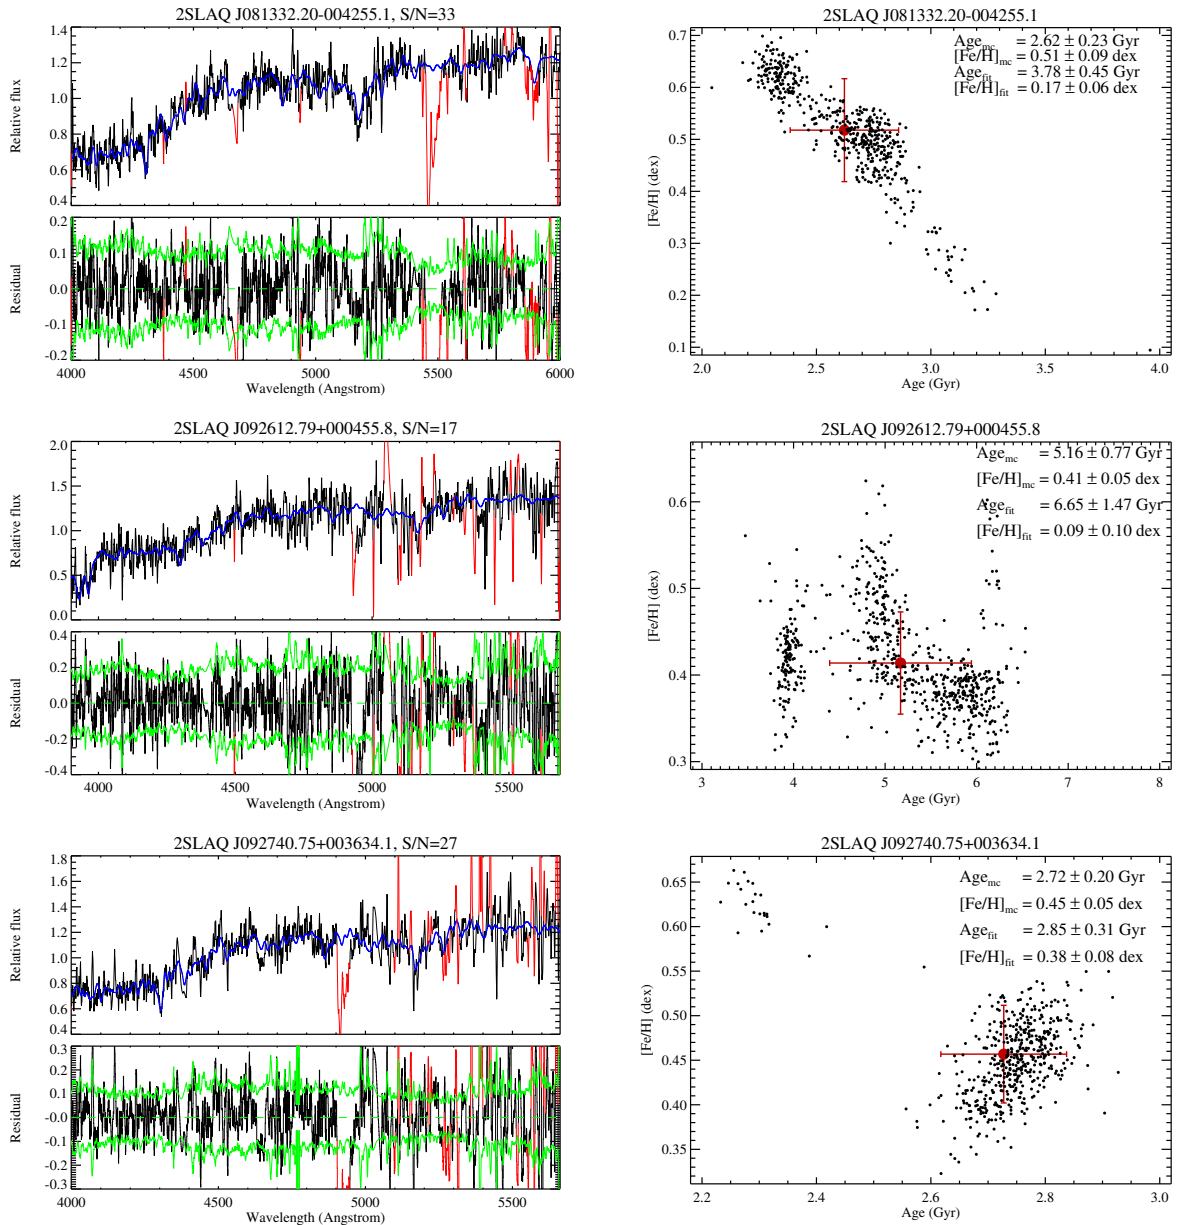 2SLAQ J081332.20-004255.1, S/N=33
1.4
1.2
1.0
0.8
0.6
Relative flux
0.2
0.1
0.0
-0.1
-0.2
Residual
4000 4500 5000 5500 6000
Wavelength (Angstrom)
2SLAQ J081332.20-004255.1
Age_mc = 2.62 ± 0.23 Gyr
[Fe/H]_mc = 0.51 ± 0.09 dex
Age_fit = 3.78 ± 0.45 Gyr
[Fe/H]_fit = 0.17 ± 0.06 dex
0.7
0.6
0.5
0.4
0.3
0.2
0.1
[Fe/H] (dex)
2.0 2.5 3.0 3.5 4.0
Age (Gyr)
2SLAQ J092612.79+000455.8, S/N=17
2.0
1.5
1.0
0.5
0.0
Relative flux
0.4
0.2
0.0
-0.2
-0.4
Residual
4000 4500 5000 5500
Wavelength (Angstrom)
2SLAQ J092612.79+000455.8
Age_mc = 5.16 ± 0.77 Gyr
[Fe/H]_mc = 0.41 ± 0.05 dex
Age_fit = 6.65 ± 1.47 Gyr
[Fe/H]_fit = 0.09 ± 0.10 dex
0.6
0.5
0.4
0.3
[Fe/H] (dex)
3 4 5 6 7 8
Age (Gyr)
2SLAQ J092740.75+003634.1, S/N=27
1.8
1.6
1.4
1.2
1.0
0.8
0.6
0.4
Relative flux
0.3
0.2
0.1
-0.0
-0.1
-0.2
-0.3
Residual
4000 4500 5000 5500
Wavelength (Angstrom)
2SLAQ J092740.75+003634.1
Age_mc = 2.72 ± 0.20 Gyr
[Fe/H]_mc = 0.45 ± 0.05 dex
Age_fit = 2.85 ± 0.31 Gyr
[Fe/H]_fit = 0.38 ± 0.08 dex
0.65
0.60
0.55
0.50
0.45
0.40
0.35
[Fe/H] (dex)
2.2 2.4 2.6 2.8 3.0
Age (Gyr)